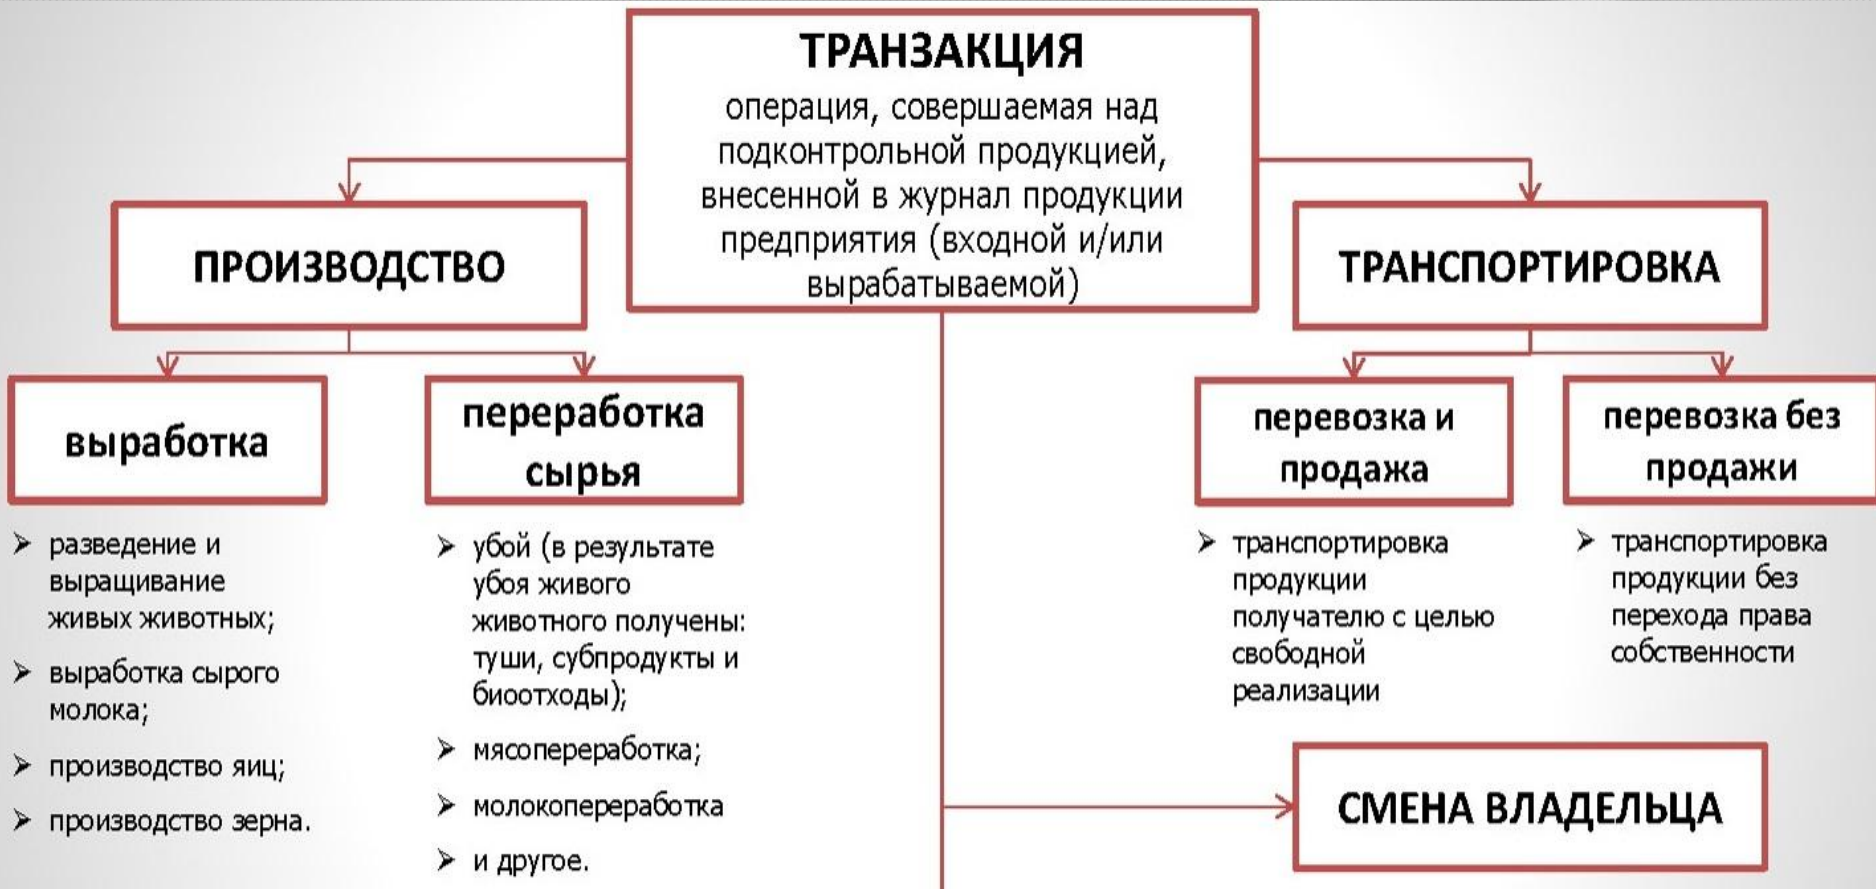 ТРАНЗАКЦИЯ
операция, совершаемая над
подконтрольной продукцией,
внесенной в журнал продукции
предприятия (входной и/или
вырабатываемой)
ПРОИЗВОДСТВО
выработка
➢ разведение и
выращивание
живых животных;
➢ выработка сырого
молока;
➢ производство яиц;
➢ производство зерна.
переработка
сырья
➢ убой (в результате
убоя живого
животного получены:
туши, субпродукты и
биоотходы);
➢ мясопереработка;
➢ молокопереработка
➢ и другое.
ТРАНСПОРТИРОВКА
перевозка и
продажа
➢ транспортировка
продукции
получателю с целью
свободной
реализации
перевозка без
продажи
➢ транспортировка
продукции без
перехода права
собственности
СМЕНА ВЛАДЕЛЬЦА